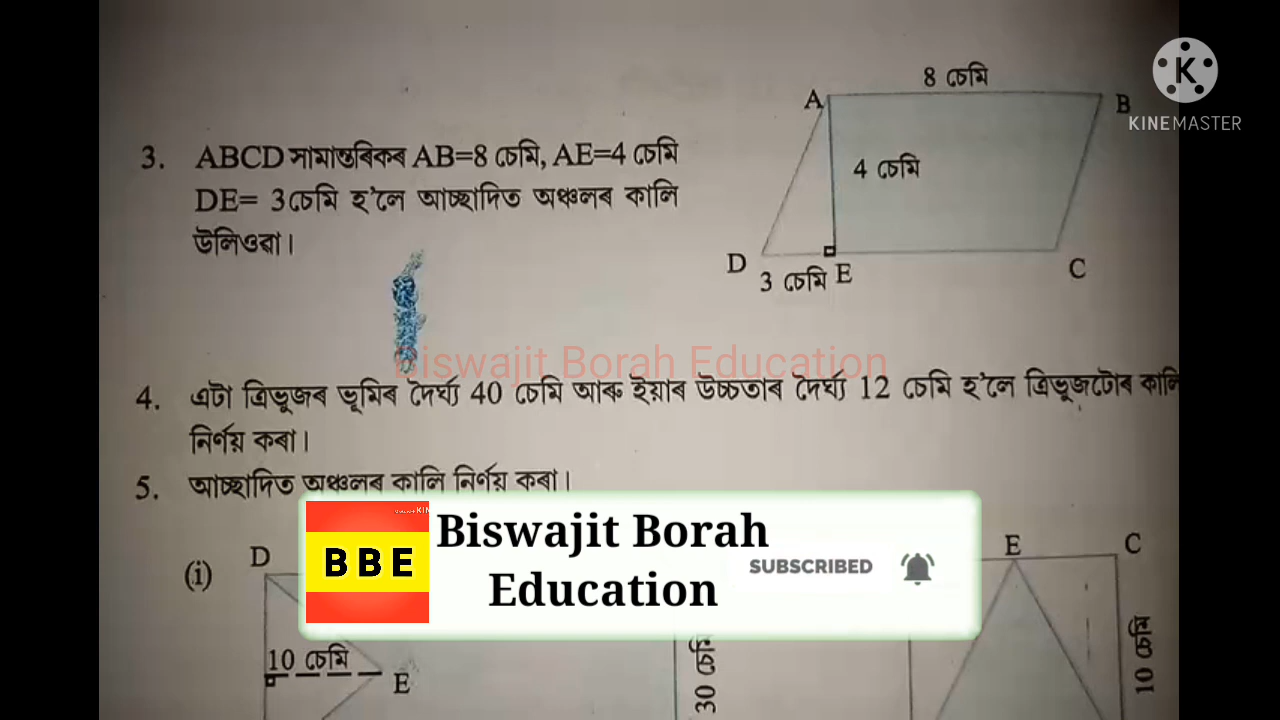 8 চেমি
A
B
KINEMASTER
3. ABCD সামান্তৰিকৰ AB=8 চেমি, AE=4 চেমি
4 চেমি
DE= 3চেমি হ'লে আচ্ছাদিত অঞ্চলৰ কালি
উলিওৱা।
D
3 চেমি E
C
Biswajit Borah Education
4. এটা ত্ৰিভূজৰ ভূমিৰ দৈৰ্ঘ্য 40 চেমি আৰু ইয়াৰ উচ্চতাৰ দৈৰ্ঘ্য 12 চেমি হ'লে ত্ৰিভূজটোৰ কালি
নিৰ্ণয় কৰা।
5. আচ্ছাদিত অঞ্চলৰ কালি নিৰ্ণয় কৰা।
Biswajit Borah
Education
BBE
SUBSCRIBED
(i)
D
E
C
10 চেমি
E
30 চেমি
10 চেমি